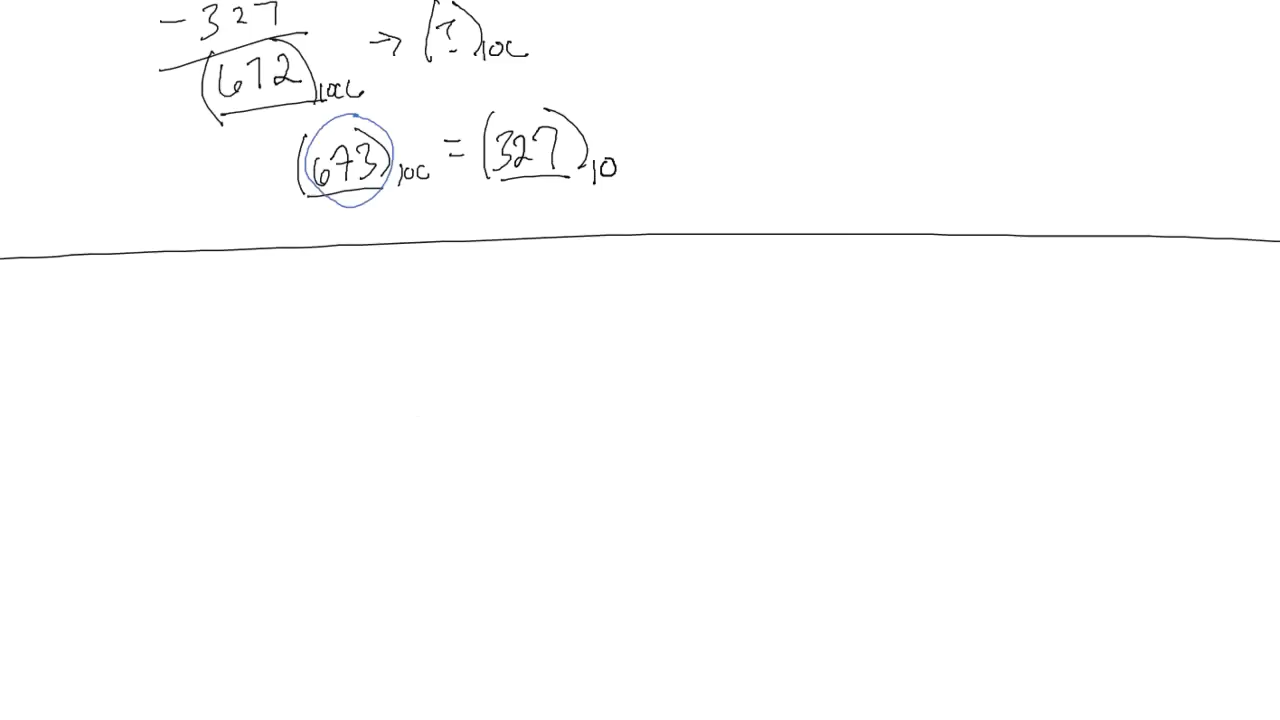 - 327 → (?)10C
(672)10C
(673)10C = (327)10